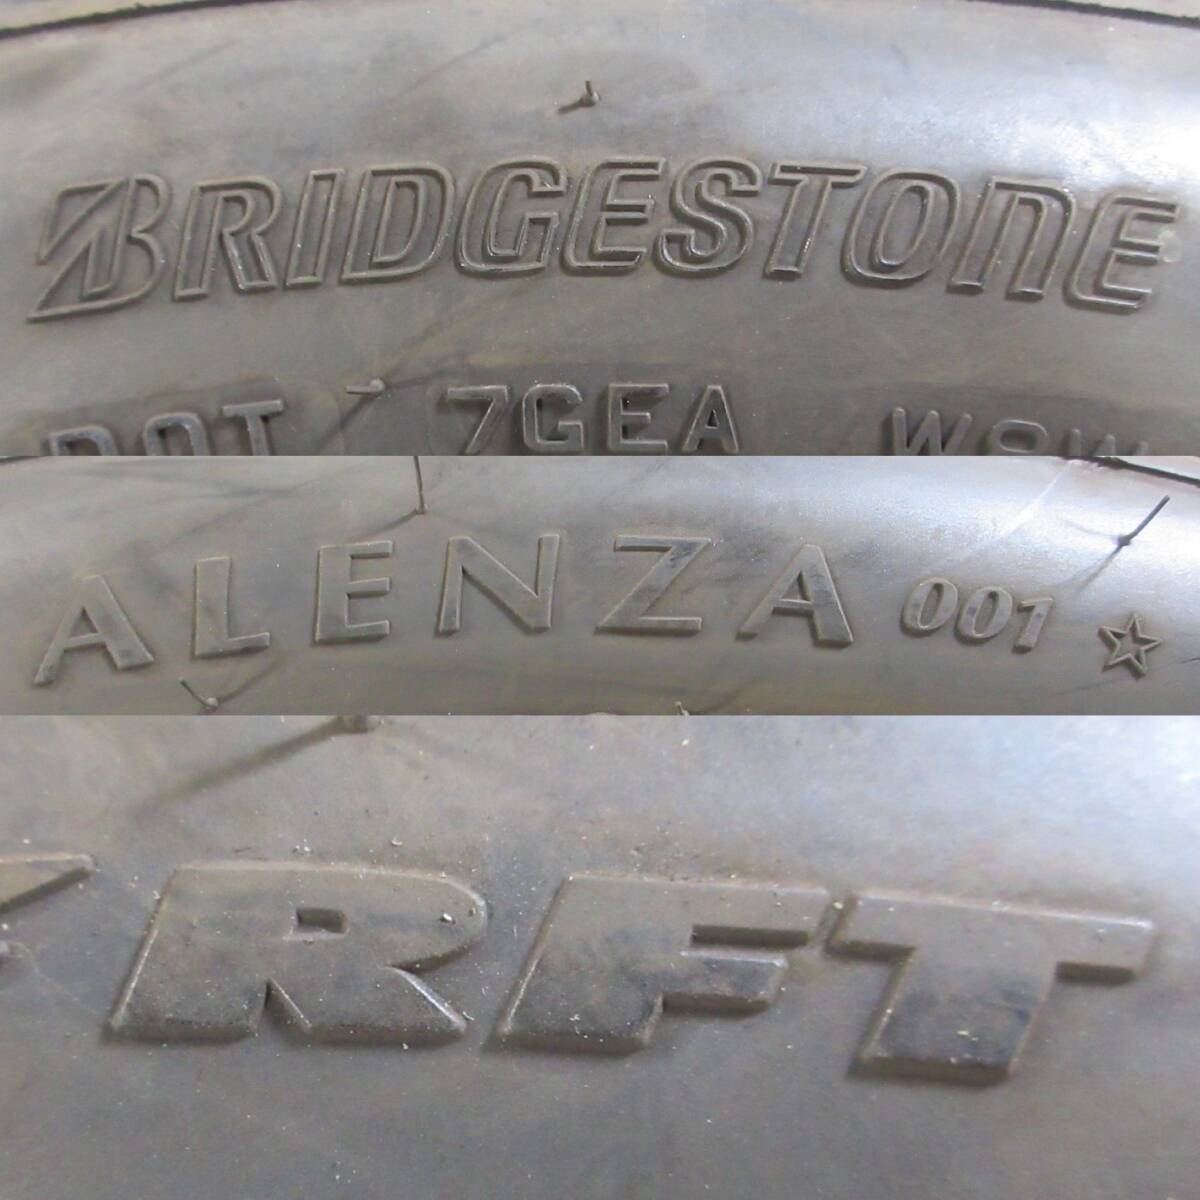 BRIDGESTONE
DOT 7GEA
ALENZA 001 ☆
RFT